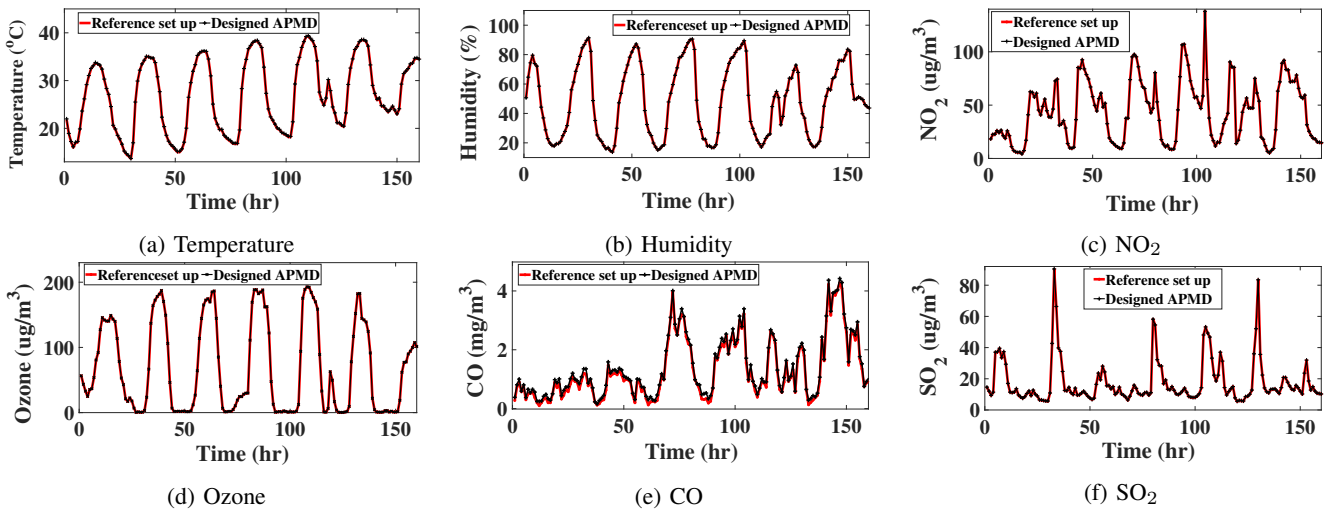 Reference set up Designed APMD
Temperature (⁰C)
40
30
20
0 50 100 150
Time (hr)
(a) Temperature
Referenceset up Designed APMD
Humidity (%)
100
80
60
40
20
0 50 100 150
Time (hr)
(b) Humidity
Reference set up
Designed APMD
NO₂ (ug/m³)
100
50
0
0 50 100 150
Time (hr)
(c) NO₂
Referenceset up Designed APMD
Ozone (ug/m³)
200
100
0
0 50 100 150
Time (hr)
(d) Ozone
Reference set up Designed APMD
CO (mg/m³)
6
4
2
0
0 50 100 150
Time (hr)
(e) CO
Reference set up
Designed APMD
SO₂ (ug/m³)
80
60
40
20
0
0 50 100 150
Time (hr)
(f) SO₂